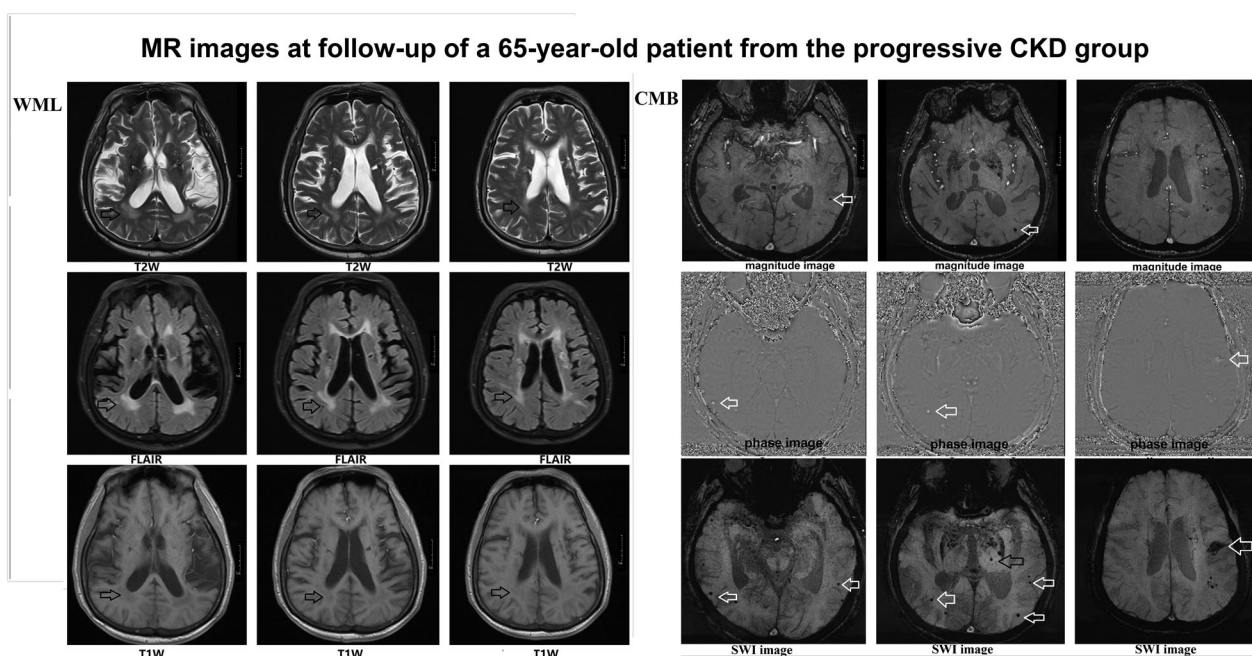 MR images at follow-up of a 65-year-old patient from the progressive CKD group
WML
T2W
T2W
T2W
FLAIR
FLAIR
FLAIR
T1W
T1W
T1W
CMB
magnitude image
magnitude image
magnitude image
phase image
phase image
phase image
SWI image
SWI image
SWI image